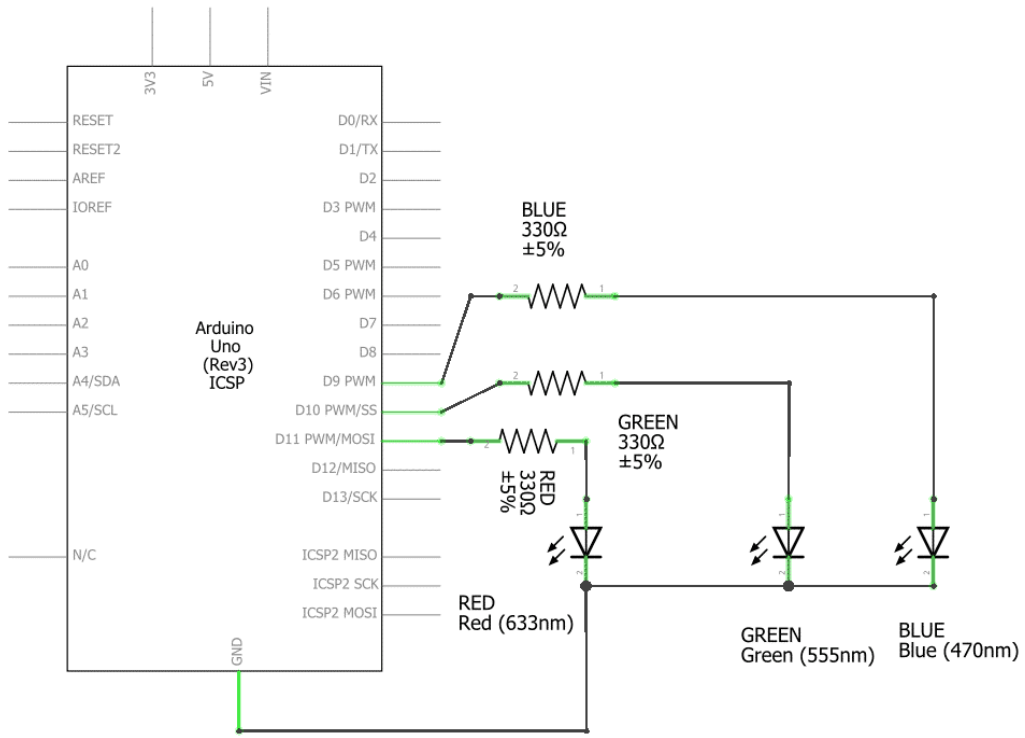 3V3
5V
VIN
RESET
RESET2
AREF
IOREF
A0
A1
A2
A3
A4/SDA
A5/SCL
N/C
Arduino
Uno
(Rev3)
ICSP
D0/RX
D1/TX
D2
D3 PWM
D4
D5 PWM
D6 PWM
D7
D8
D9 PWM
D10 PWM/SS
D11 PWM/MOSI
D12/MISO
D13/SCK
ICSP2 MISO
ICSP2 SCK
ICSP2 MOSI
GND
BLUE
330Ω
±5%
2
1
2
1
GREEN
330Ω
±5%
2
1
RED
330Ω
±5%
1
2
1
2
1
2
RED
Red (633nm)
GREEN
Green (555nm)
BLUE
Blue (470nm)